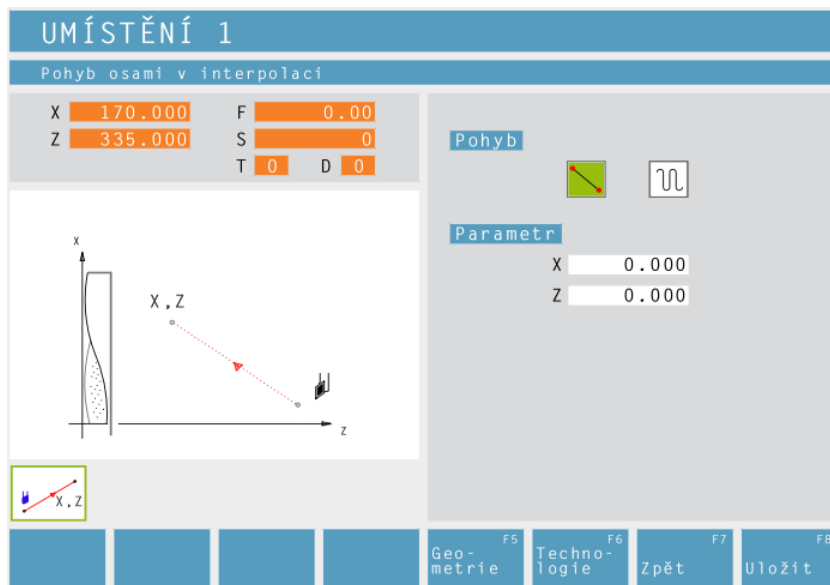 UMÍSTĚNÍ 1
Pohyb osami v interpolaci
X 170.000 F 0.00
Z 335.000 S 0
T 0 D 0
Pohyb
Parametr
X 0.000
Z 0.000
X
X,Z
Z
X,Z
F5
Geo-
metrie
F6
Techno-
logie
F7
Zpět
F8
Uložit